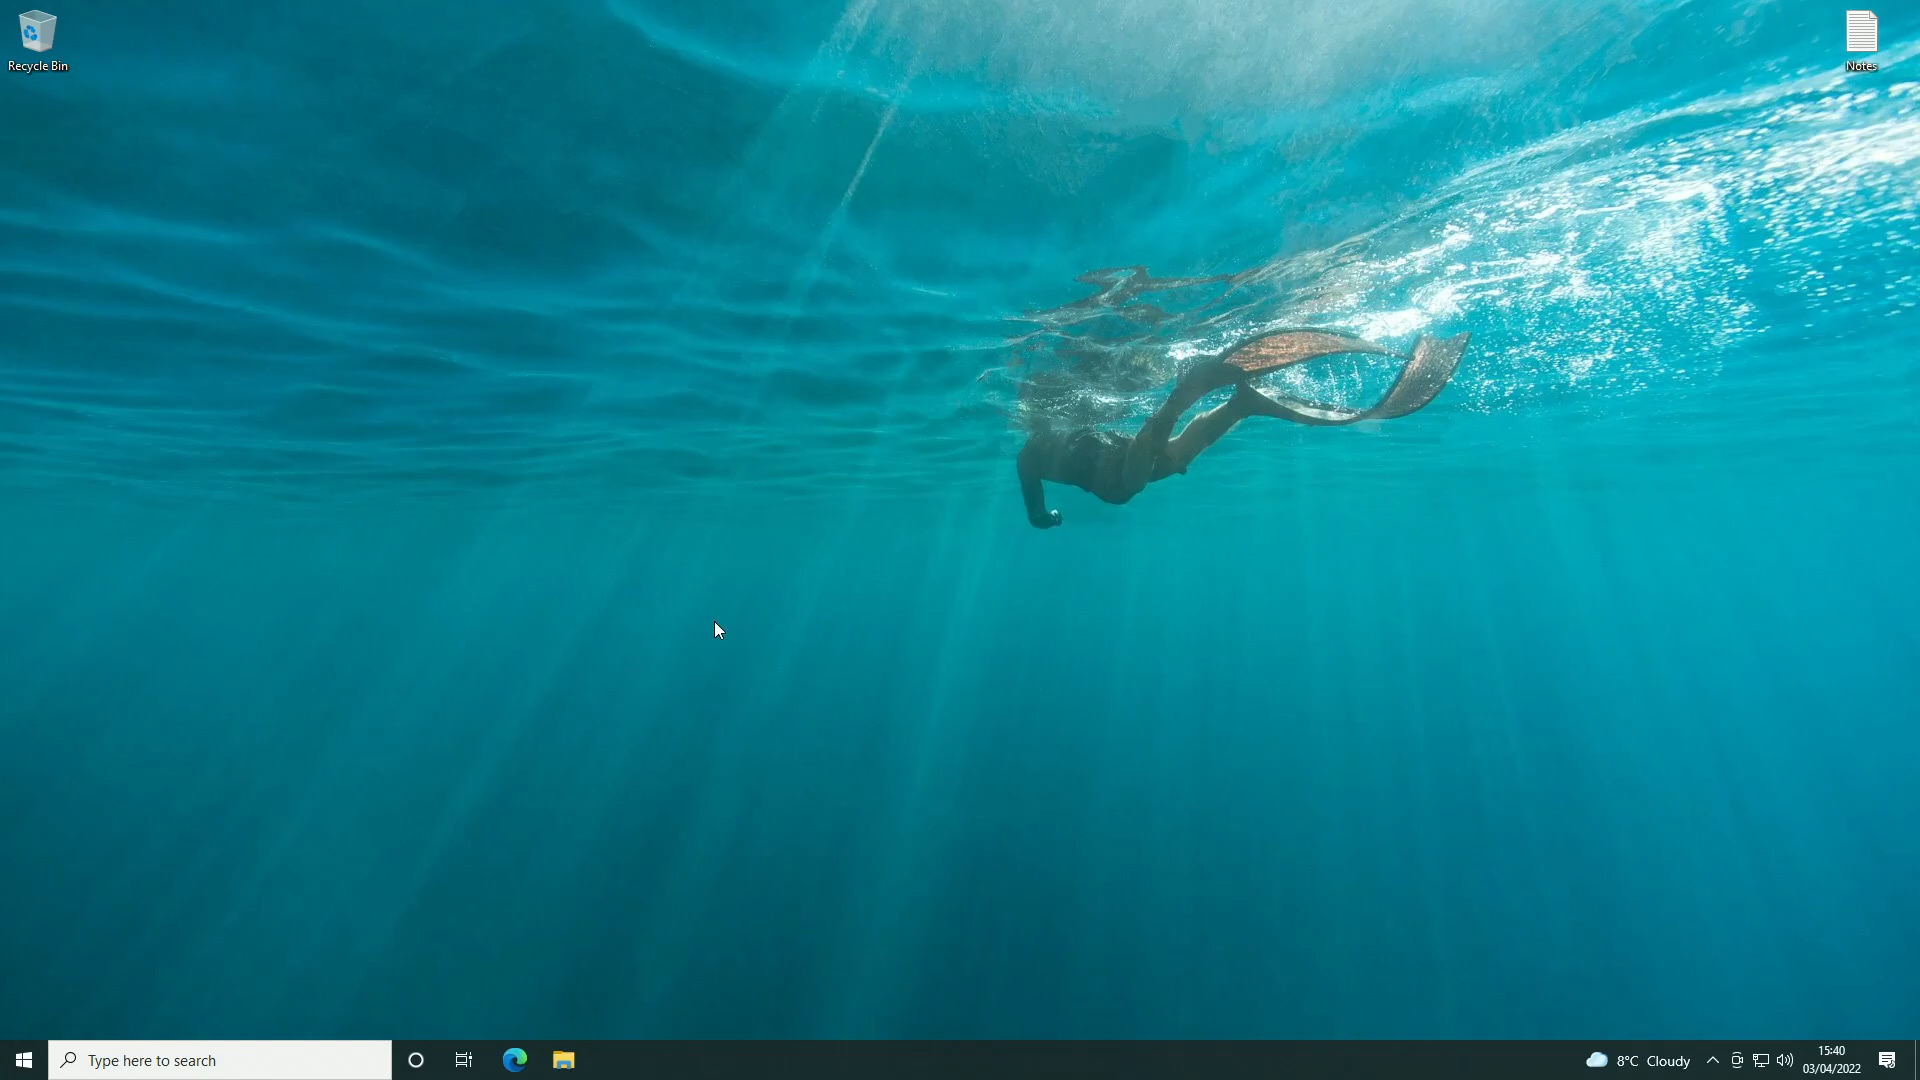 Recycle Bin
Notes
Type here to search
8°C Cloudy
15:40
03/04/2022